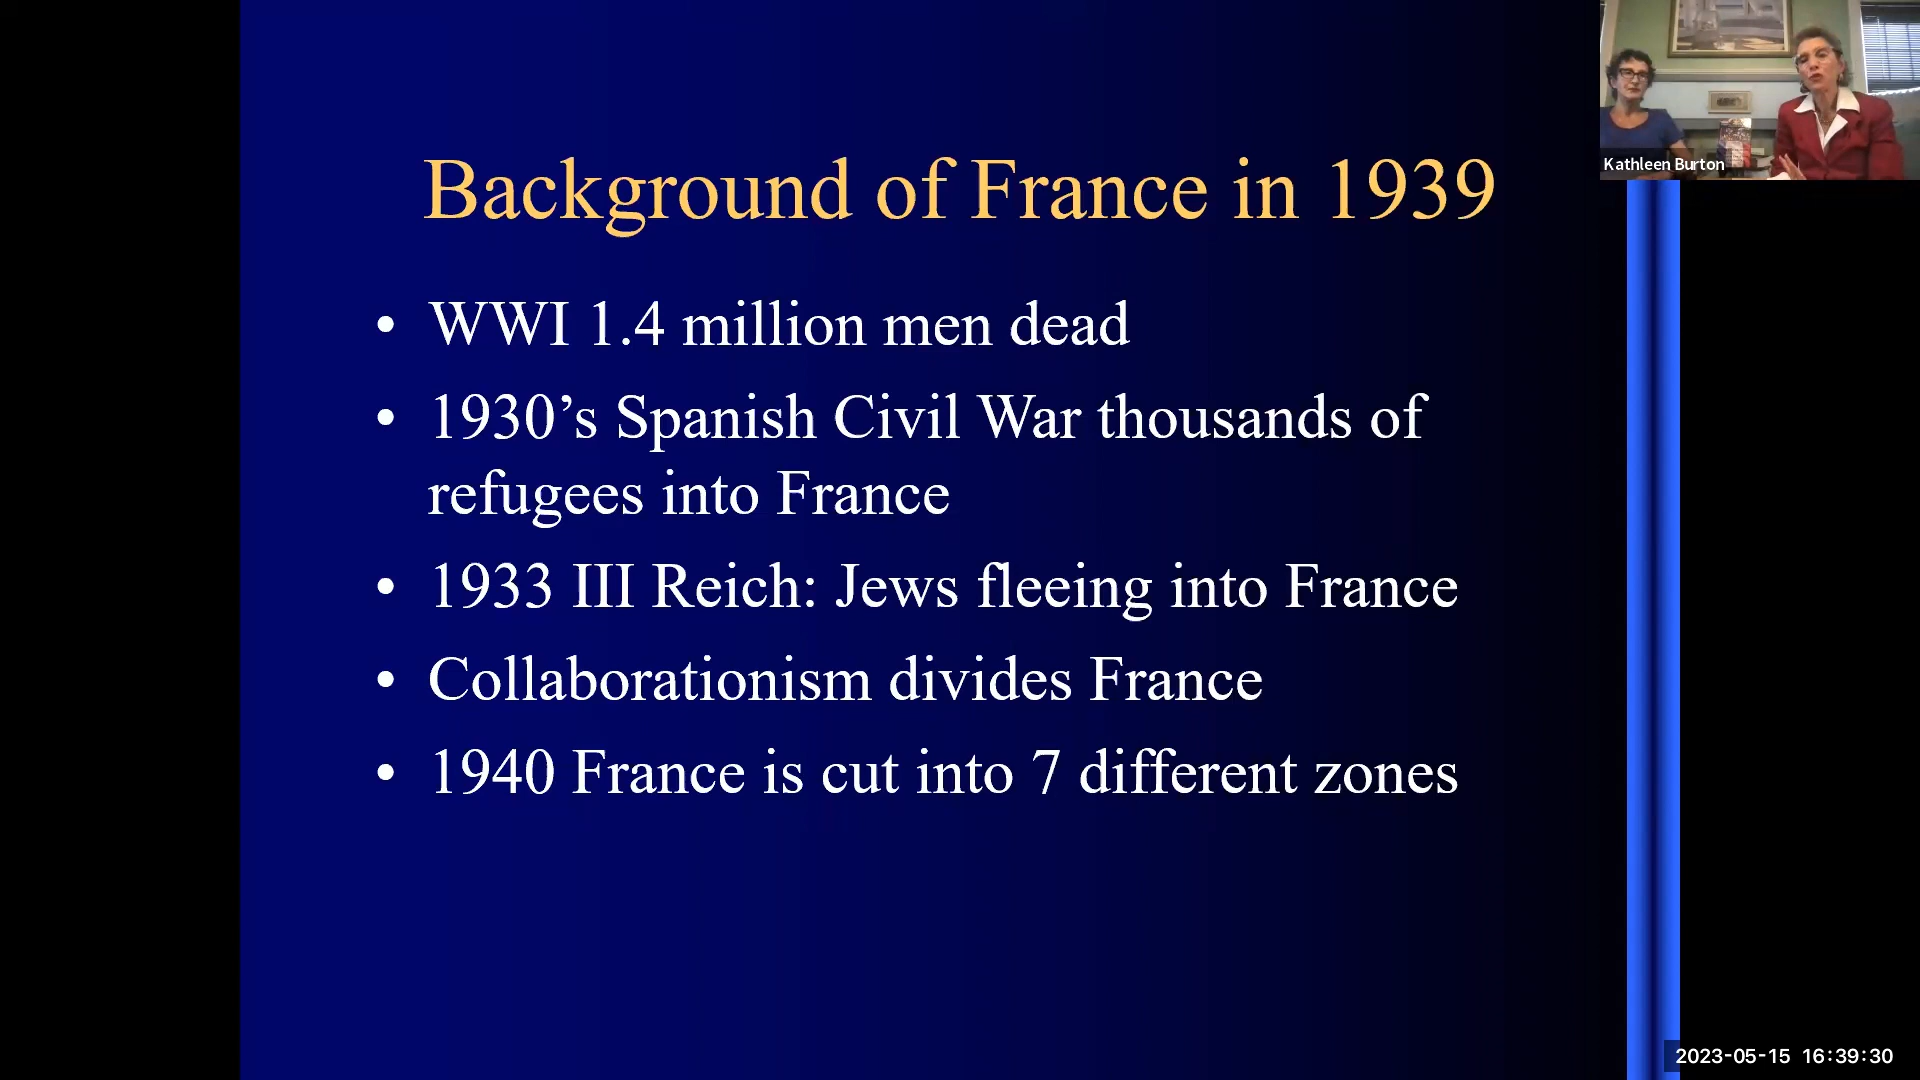 Background of France in 1939
• WWI 1.4 million men dead
• 1930’s Spanish Civil War thousands of
refugees into France
• 1933 III Reich: Jews fleeing into France
• Collaborationism divides France
• 1940 France is cut into 7 different zones
Kathleen Burton
2023-05-15 16:39:30